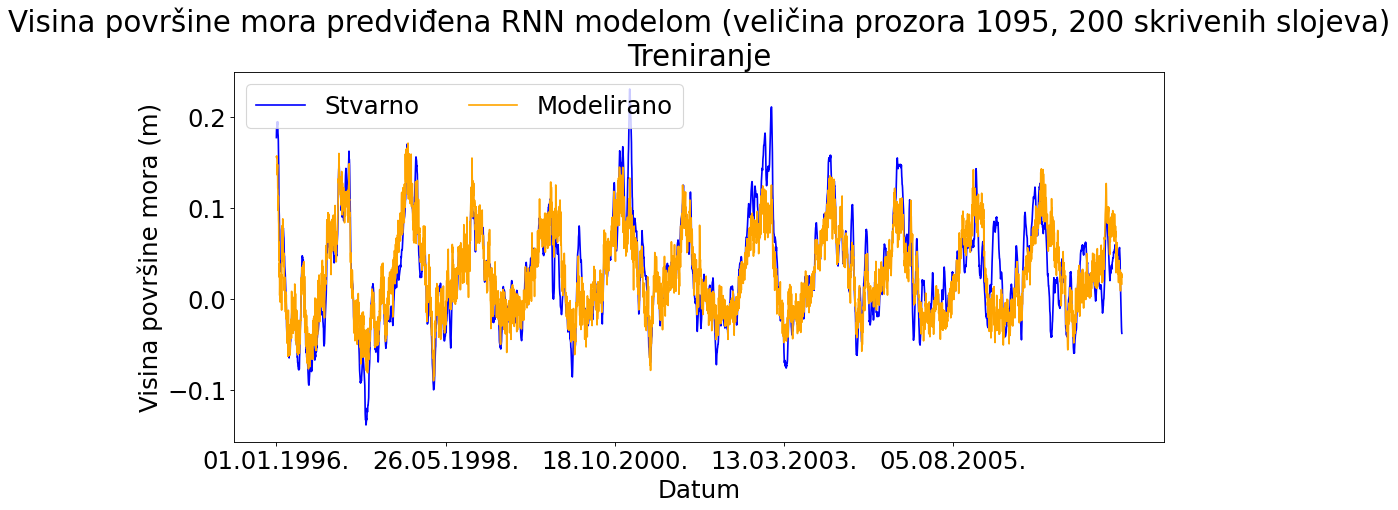 Visina površine mora predviđena RNN modelom (veličina prozora 1095, 200 skrivenih slojeva)
Treniranje
Stvarno Modelirano
Visina površine mora (m)
0.2
0.1
0.0
−0.1
01.01.1996. 26.05.1998. 18.10.2000. 13.03.2003. 05.08.2005.
Datum